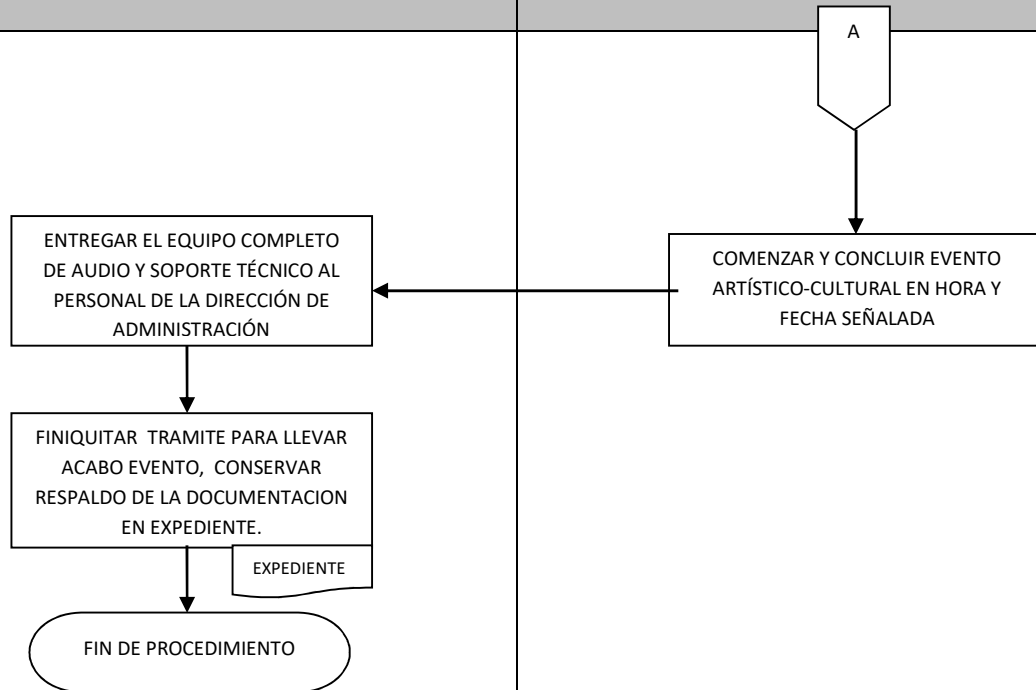 A
COMENZAR Y CONCLUIR EVENTO
ARTÍSTICO-CULTURAL EN HORA Y
FECHA SEÑALADA
ENTREGAR EL EQUIPO COMPLETO
DE AUDIO Y SOPORTE TÉCNICO AL
PERSONAL DE LA DIRECCIÓN DE
ADMINISTRACIÓN
FINIQUITAR TRAMITE PARA LLEVAR
ACABO EVENTO, CONSERVAR
RESPALDO DE LA DOCUMENTACION
EN EXPEDIENTE.
EXPEDIENTE
FIN DE PROCEDIMIENTO